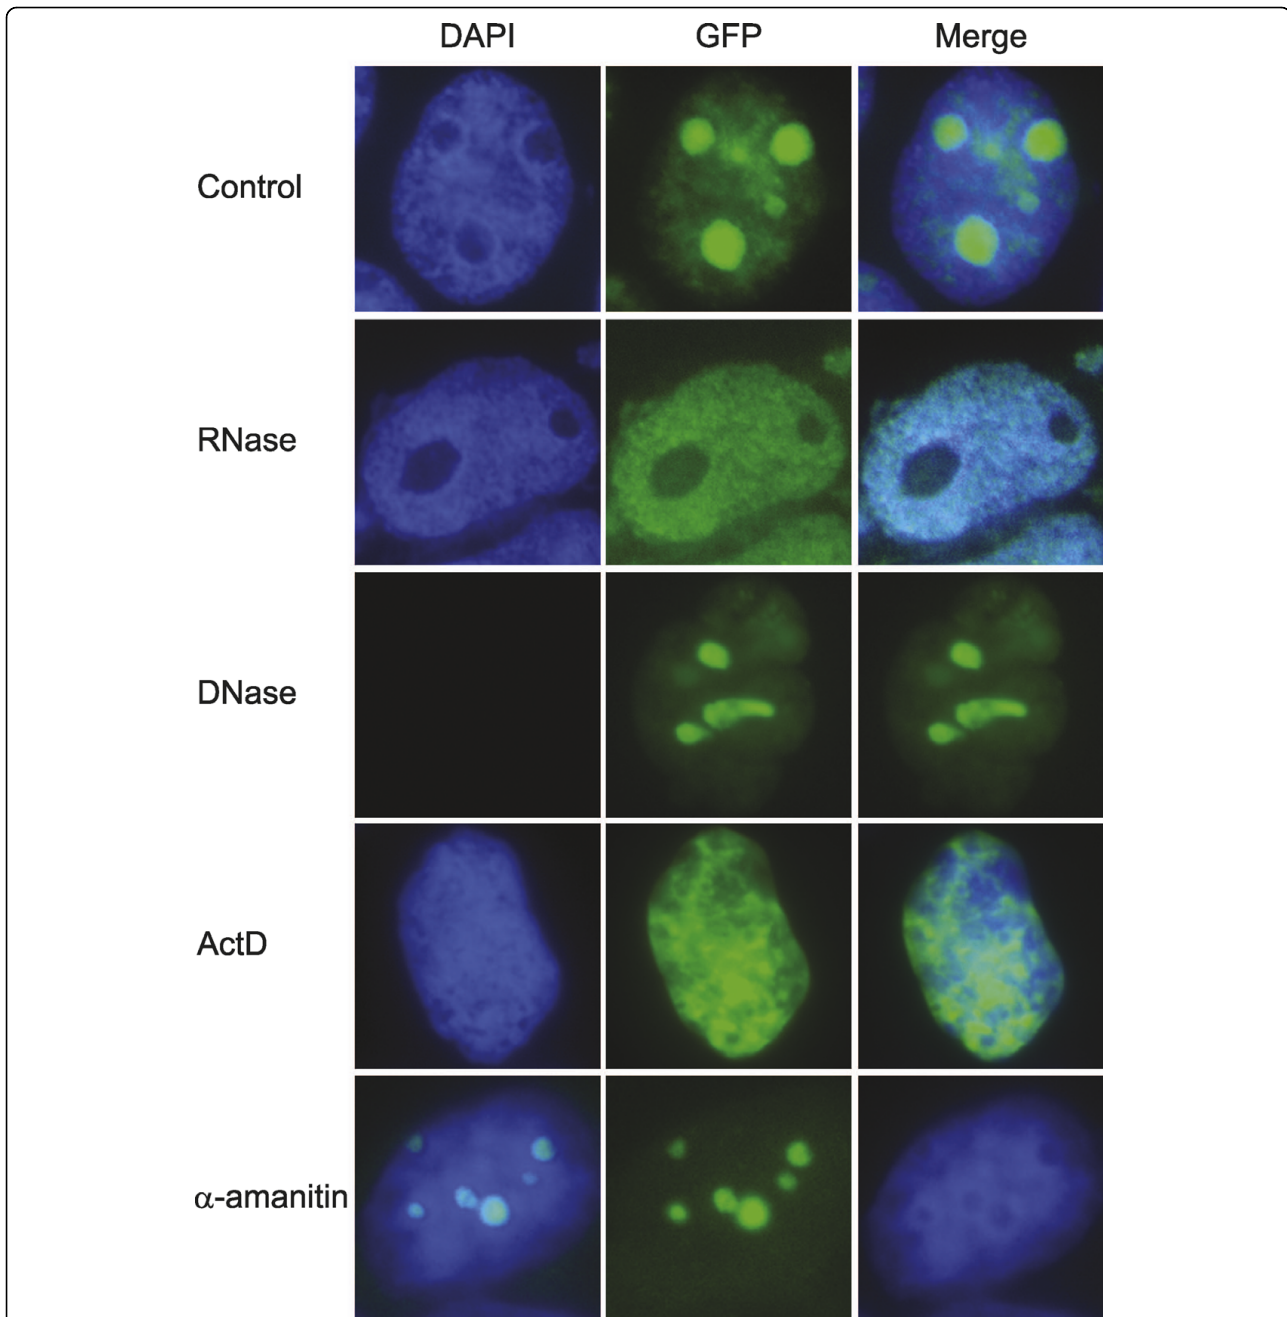 DAPI GFP Merge
Control
RNase
DNase
ActD
α-amanitin